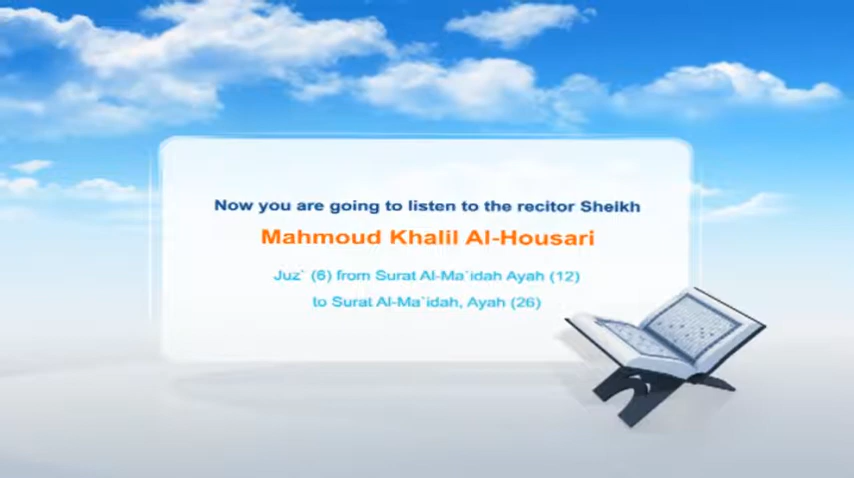 Now you are going to listen to the recitor Sheikh
Mahmoud Khalil Al-Housari
Juz` (6) from Surat Al-Ma`idah Ayah (12)
to Surat Al-Ma`idah, Ayah (26)